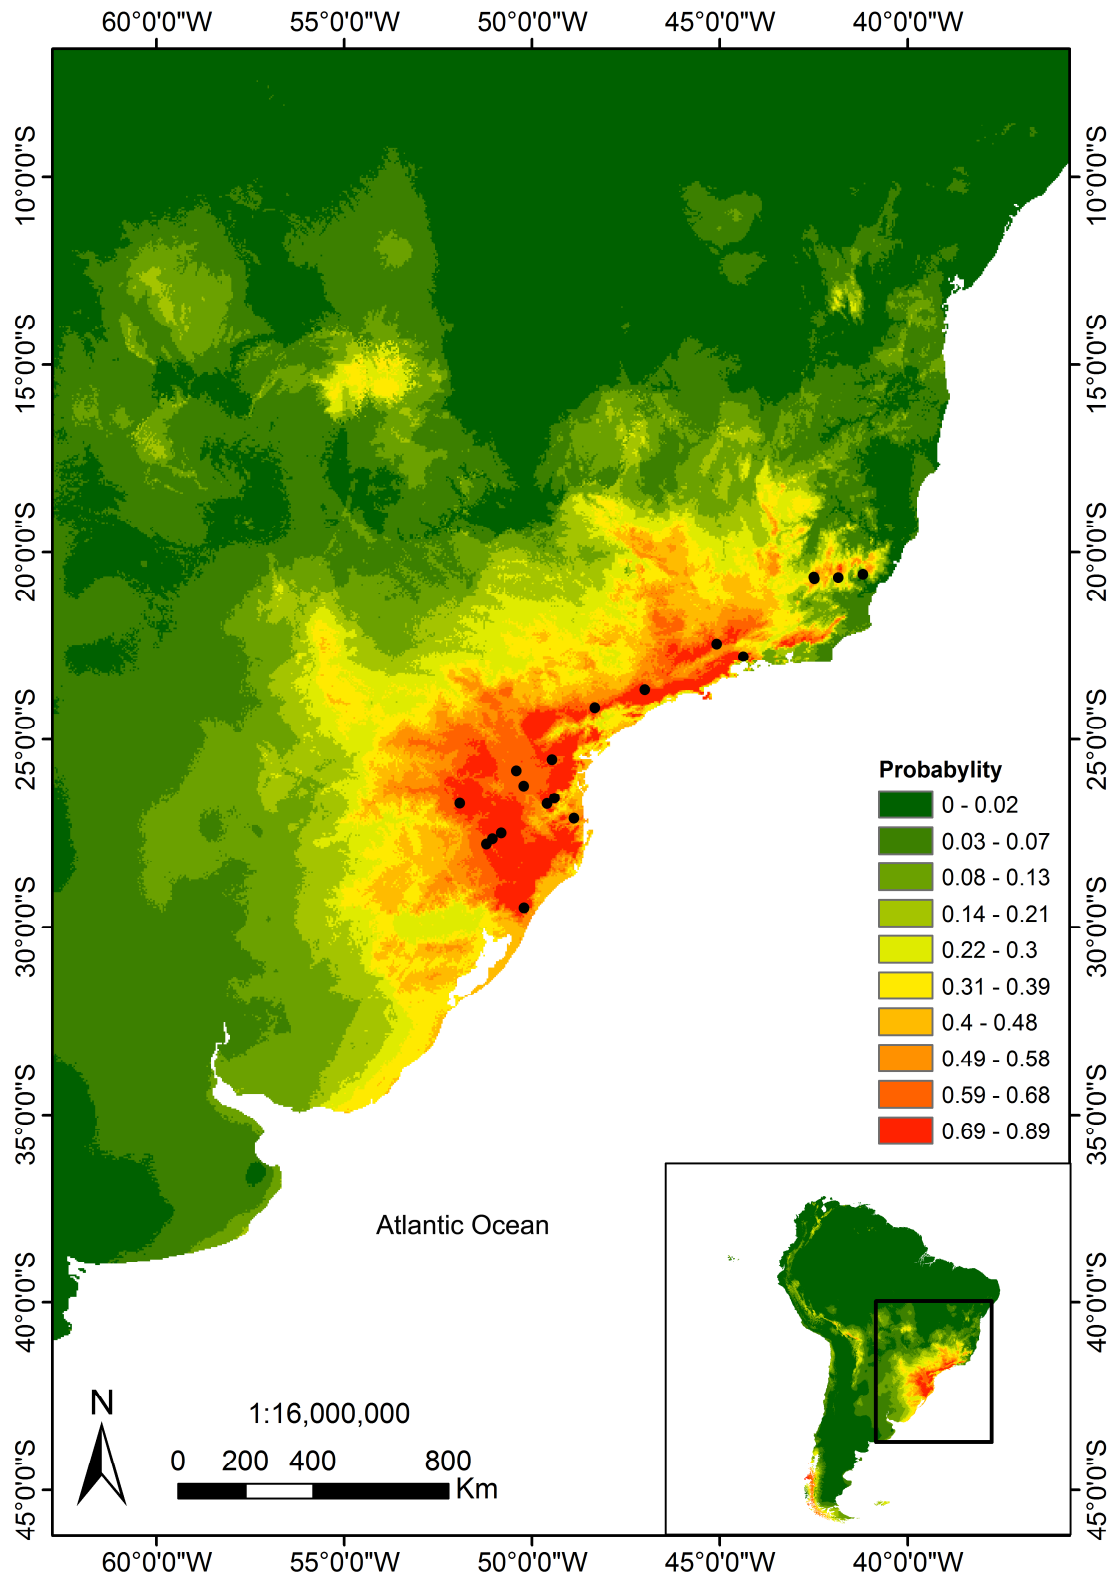 60°0'0"W 55°0'0"W 50°0'0"W 45°0'0"W 40°0'0"W
10°0'0"S
10°0'0"S
15°0'0"S
15°0'0"S
20°0'0"S
20°0'0"S
25°0'0"S
25°0'0"S
Probabylity
0 - 0.02
0.03 - 0.07
0.08 - 0.13
0.14 - 0.21
30°0'0"S
30°0'0"S
0.22 - 0.3
0.31 - 0.39
0.4 - 0.48
0.49 - 0.58
0.59 - 0.68
35°0'0"S
35°0'0"S
0.69 - 0.89
Atlantic Ocean
40°0'0"S
40°0'0"S
N
1:16,000,000
0 200 400 800
Km
45°0'0"S
45°0'0"S
60°0'0"W 55°0'0"W 50°0'0"W 45°0'0"W 40°0'0"W